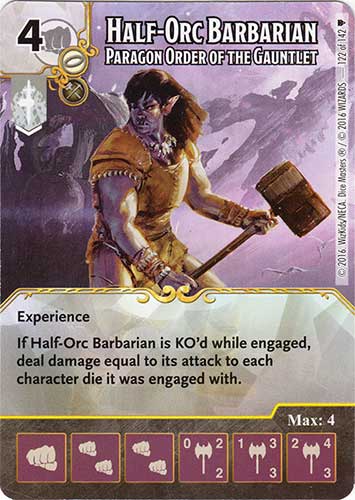 4
HALF-ORC BARBARIAN
PARAGON ORDER OF THE GAUNTLET
122 of 142
© 2016 WizKids/NECA. Dice Masters ® / © 2016 WIZARDS
Experience
If Half-Orc Barbarian is KO'd while engaged,
deal damage equal to its attack to each
character die it was engaged with.
Max: 4
0 2 2
1 3 3
2 4 3